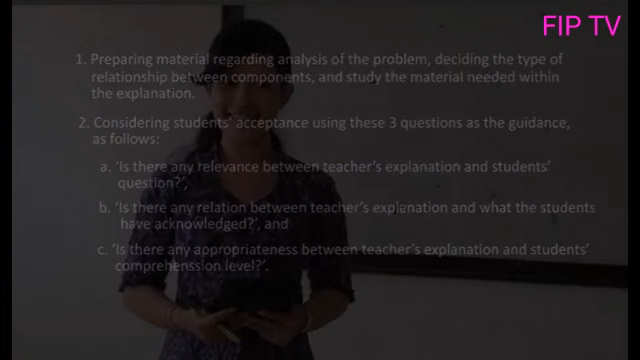 FIP TV
1. Preparing material regarding analysis of the problem, deciding the type of
relationship between components, and study the material needed within
the explanation.
2. Considering students’ acceptance using these 3 questions as the guidance,
as follows:
a. ‘Is there any relevance between teacher’s explanation and students’
question?’,
b. ‘Is there any relation between teacher’s explanation and what the students
have acknowledged?’, and
c. ‘Is there any appropriateness between teacher’s explanation and students’
comprehenssion level?’.